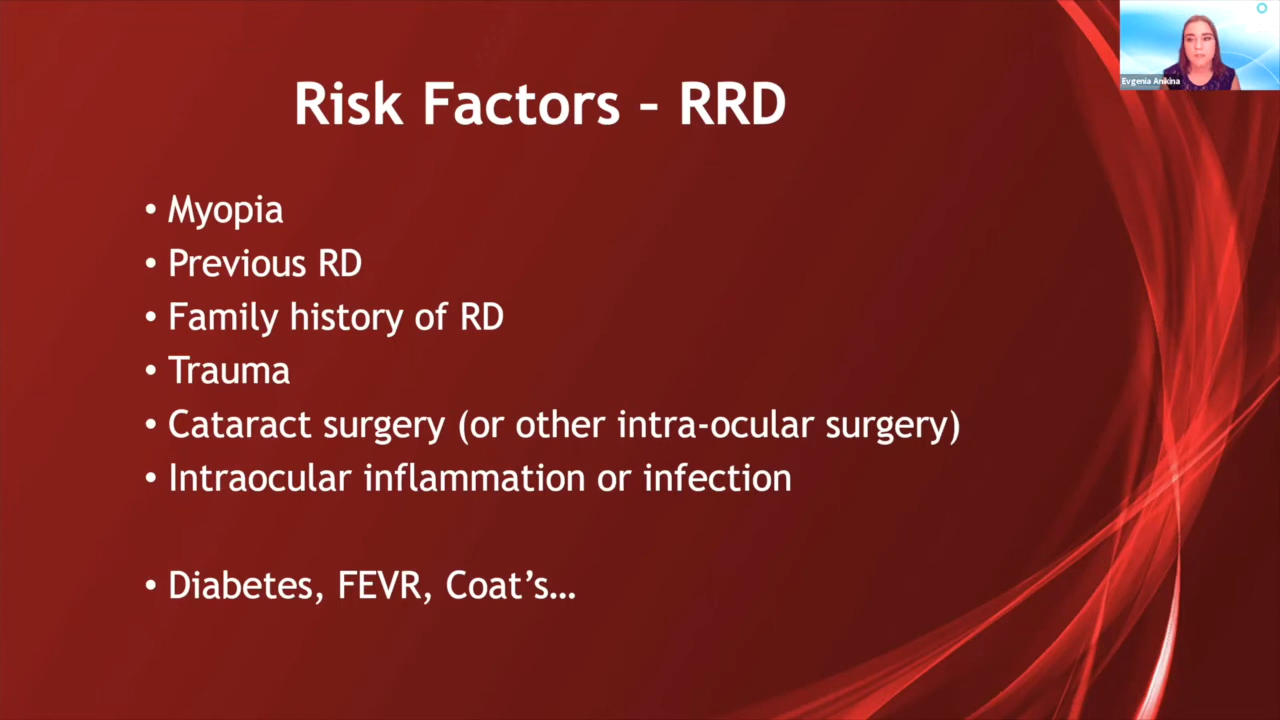 Risk Factors – RRD
• Myopia
• Previous RD
• Family history of RD
• Trauma
• Cataract surgery (or other intra-ocular surgery)
• Intraocular inflammation or infection
• Diabetes, FEVR, Coat’s...
Evgenia Anikina